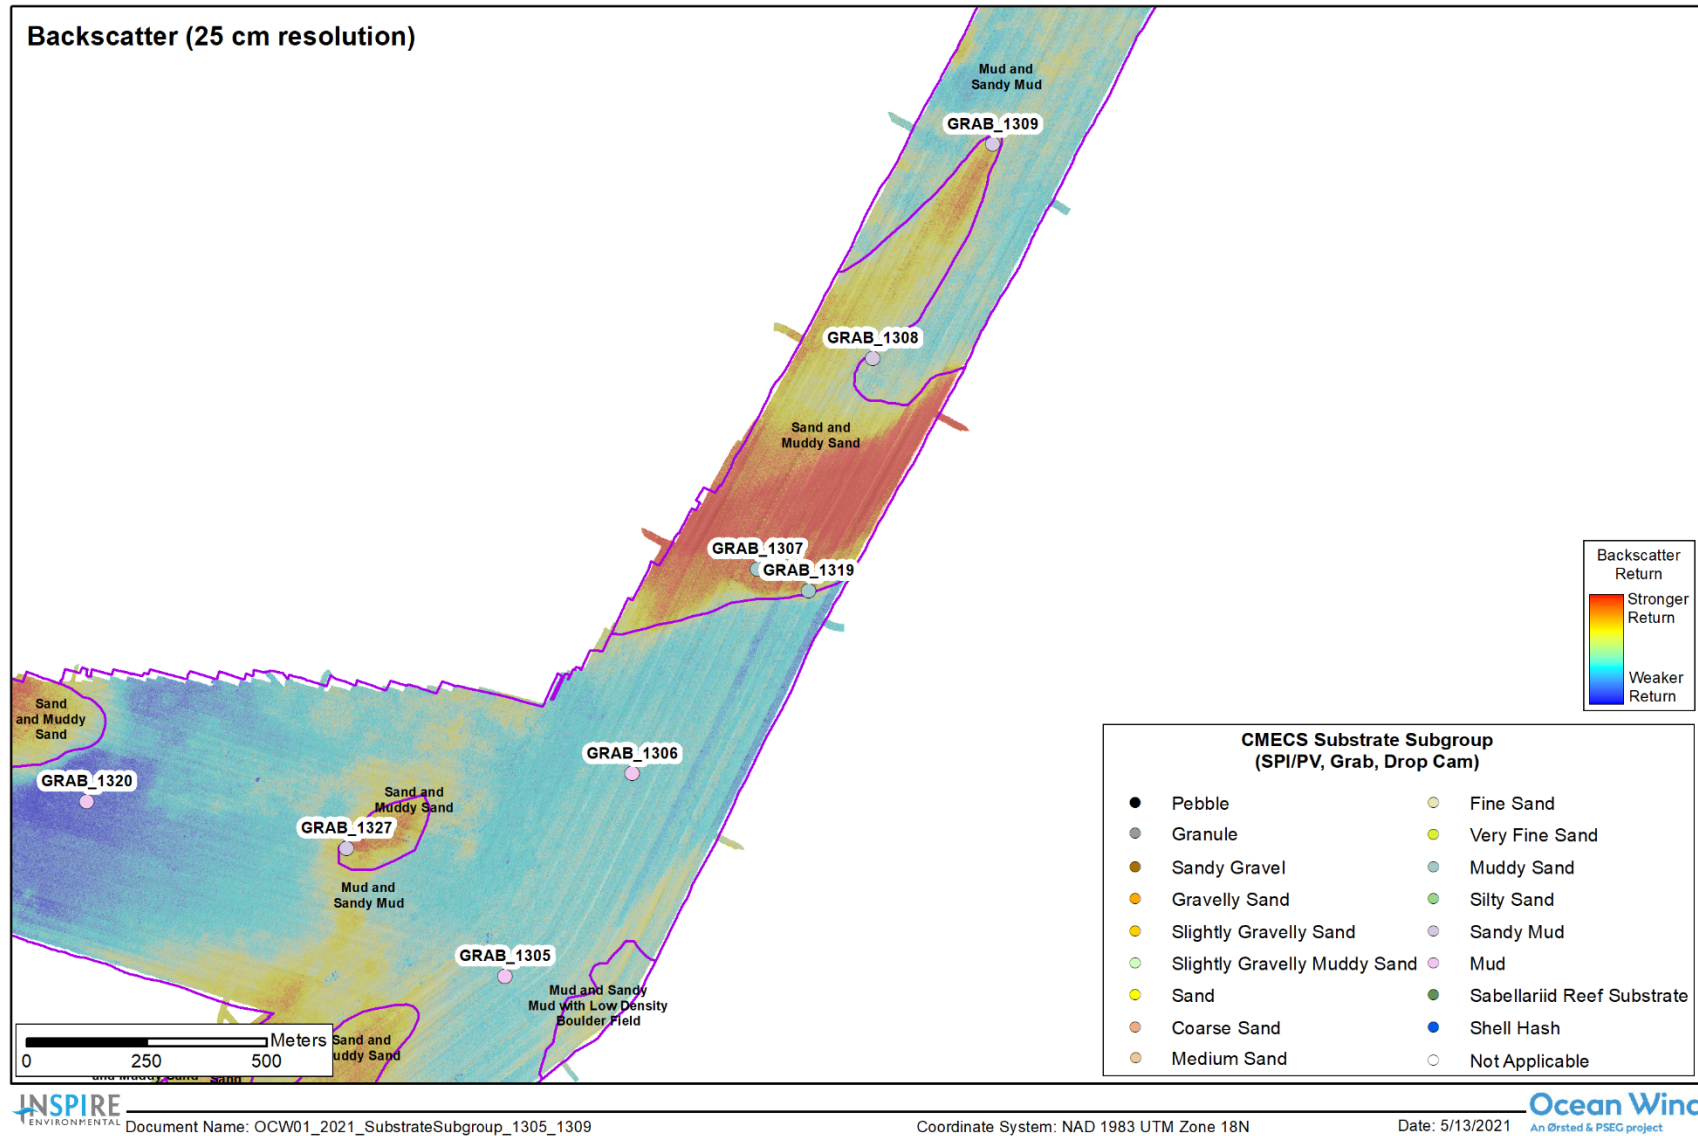 Backscatter (25 cm resolution)
Mud and
Sandy Mud
GRAB_1309
GRAB_1308
Sand and
Muddy Sand
GRAB_1307
GRAB_1319
Backscatter
Return
Stronger
Return
Weaker
Return
Sand
and Muddy
Sand
GRAB_1320
GRAB_1306
Sand and
Muddy Sand
GRAB_1327
Mud and
Sandy Mud
GRAB_1305
Mud and Sandy
Mud with Low Density
Boulder Field
Sand and
uddy Sand
and Muddy Sand
Sand
Meters
0 250 500
CMECS Substrate Subgroup
(SPI/PV, Grab, Drop Cam)
Pebble
Granule
Sandy Gravel
Gravelly Sand
Slightly Gravelly Sand
Slightly Gravelly Muddy Sand
Sand
Coarse Sand
Medium Sand
Fine Sand
Very Fine Sand
Muddy Sand
Silty Sand
Sandy Mud
Mud
Sabellariid Reef Substrate
Shell Hash
Not Applicable
INSPIRE
ENVIRONMENTAL
Document Name: OCW01_2021_SubstrateSubgroup_1305_1309
Coordinate System: NAD 1983 UTM Zone 18N
Date: 5/13/2021
Ocean Wind
An Ørsted & PSEG project